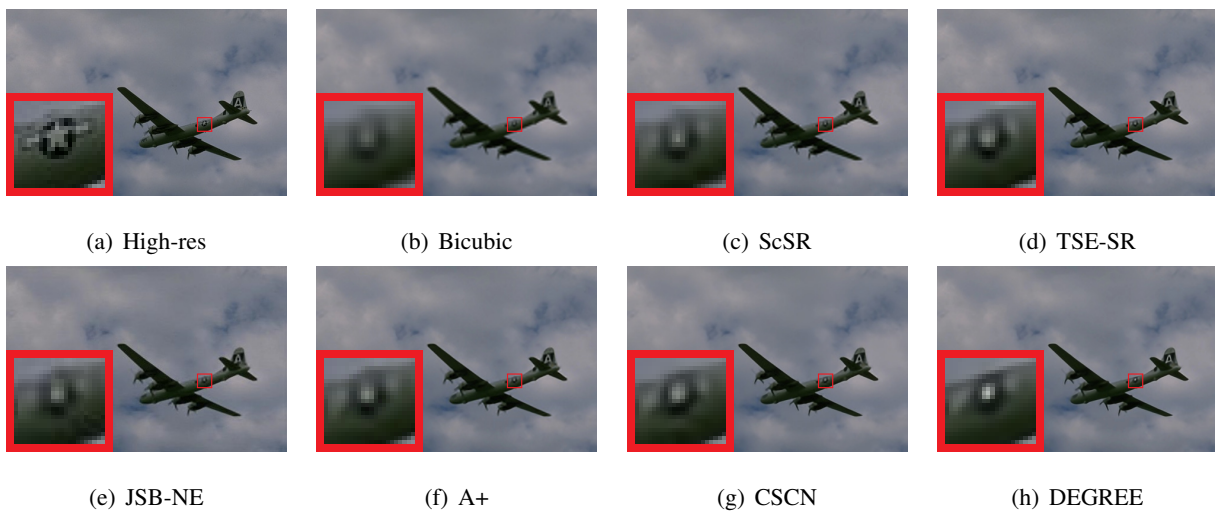 A A A A
(a) High-res (b) Bicubic (c) ScSR (d) TSE-SR
A A A A
(e) JSB-NE (f) A+ (g) CSCN (h) DEGREE